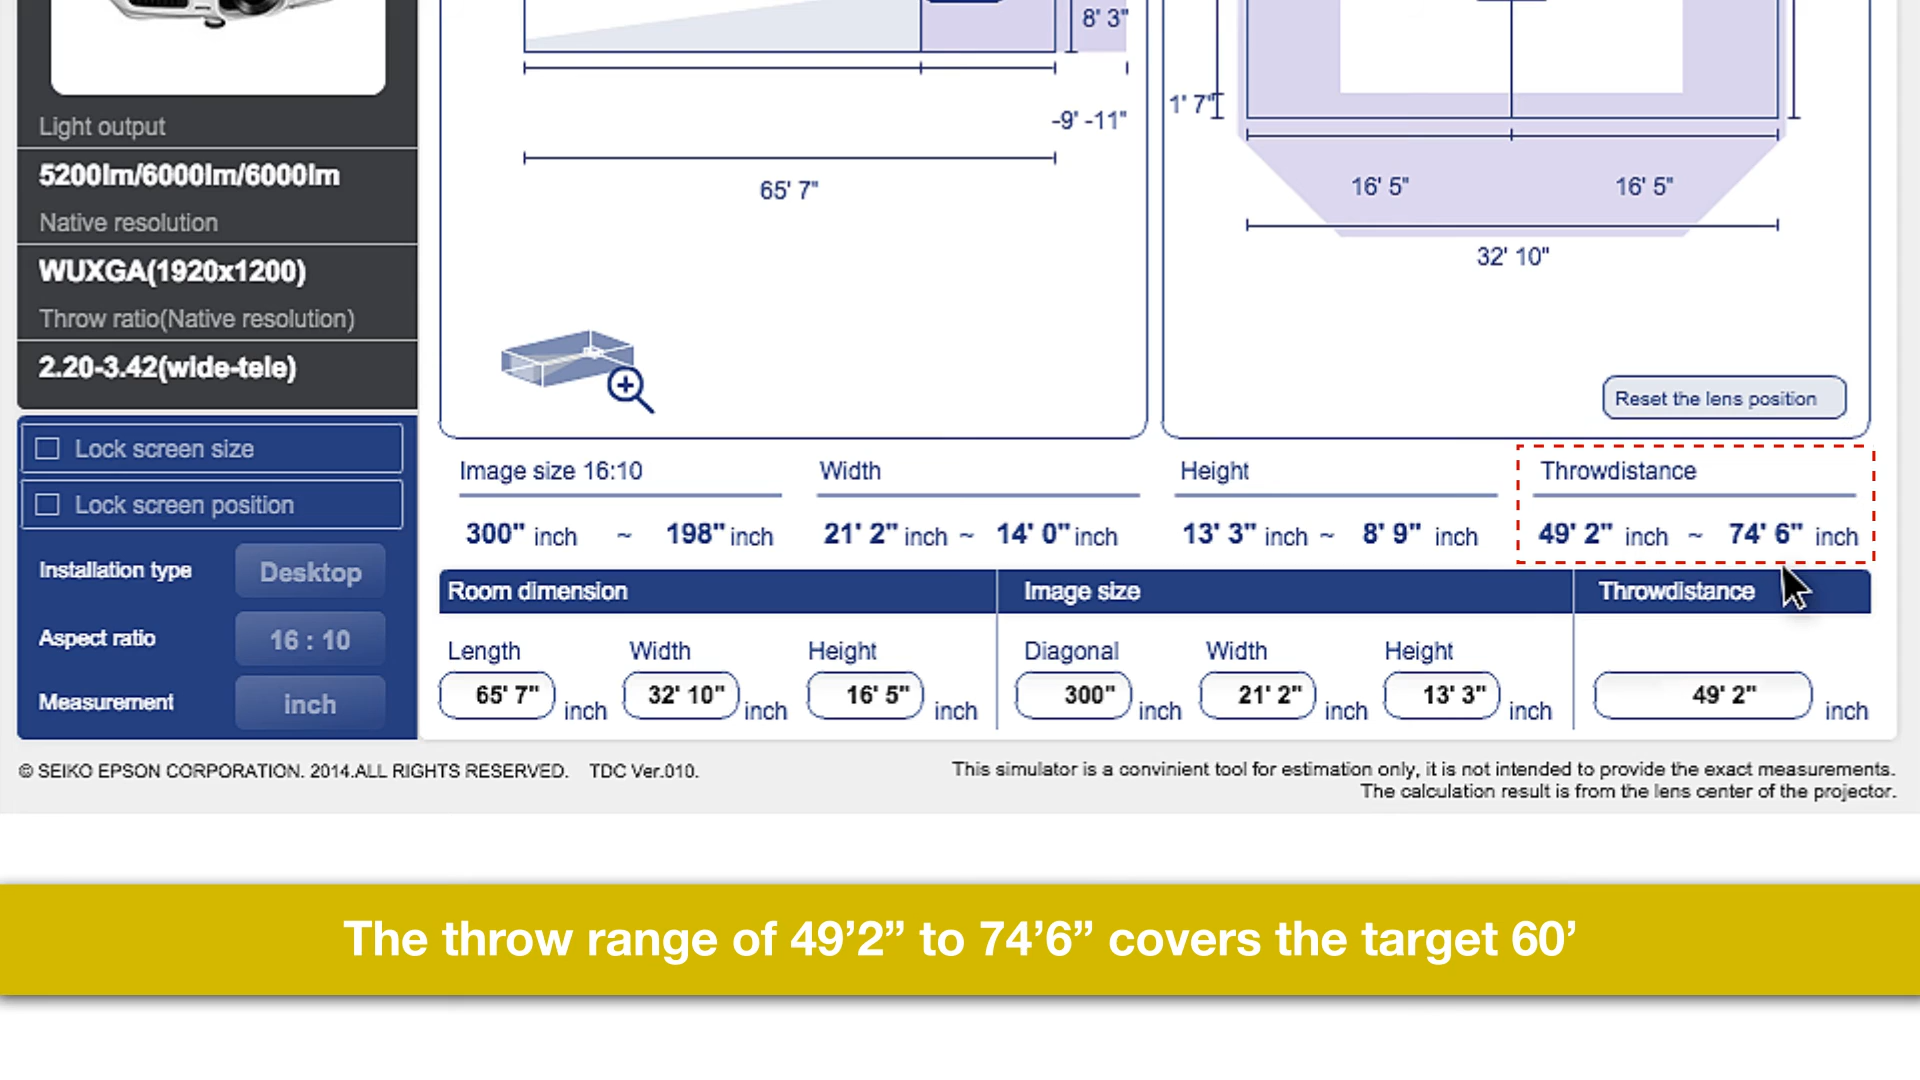 8' 3"
-9' -11"
65' 7"
1' 7"
16' 5" 16' 5"
32' 10"
Reset the lens position
Light output
5200lm/6000lm/6000lm
Native resolution
WUXGA(1920x1200)
Throw ratio(Native resolution)
2.20-3.42(wide-tele)
Lock screen size
Lock screen position
Installation type Desktop
Aspect ratio 16 : 10
Measurement inch
Image size 16:10 Width Height Throwdistance
300" inch ~ 198" inch 21' 2" inch ~ 14' 0" inch 13' 3" inch ~ 8' 9" inch 49' 2" inch ~ 74' 6" inch
Room dimension Image size Throwdistance
Length Width Height Diagonal Width Height
65' 7" inch 32' 10" inch 16' 5" inch 300" inch 21' 2" inch 13' 3" inch 49' 2" inch
© SEIKO EPSON CORPORATION. 2014.ALL RIGHTS RESERVED. TDC Ver.010.
This simulator is a convinient tool for estimation only, it is not intended to provide the exact measurements.
The calculation result is from the lens center of the projector.
The throw range of 49’2” to 74’6” covers the target 60’